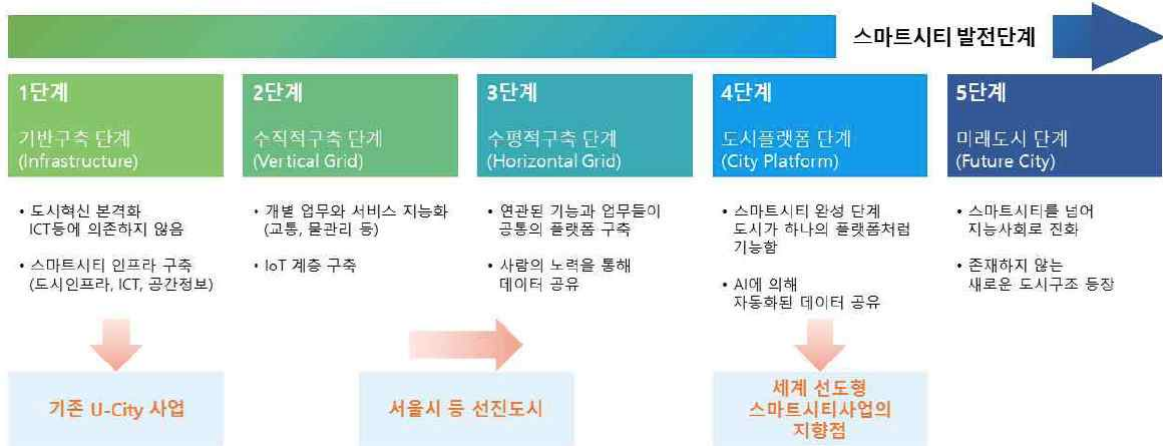 스마트시티 발전단계
1단계
기반구축 단계
(Infrastructure)
• 도시혁신 본격화
ICT등에 의존하지 않음
• 스마트시티 인프라 구축
(도시인프라, ICT, 공간정보)
기존 U-City 사업
2단계
수직적구축 단계
(Vertical Grid)
• 개별 업무와 서비스 지능화
(교통, 물관리 등)
• IoT 계층 구축
3단계
수평적구축 단계
(Horizontal Grid)
• 연관된 기능과 업무들이
공통의 플랫폼 구축
• 사람의 노력을 통해
데이터 공유
서울시 등 선진도시
4단계
도시플랫폼 단계
(City Platform)
• 스마트시티 완성 단계
도시가 하나의 플랫폼처럼
기능함
• AI에 의해
자동화된 데이터 공유
세계 선도형
스마트시티사업의
지향점
5단계
미래도시 단계
(Future City)
• 스마트시티를 넘어
지능사회로 진화
• 존재하지 않는
새로운 도시구조 등장